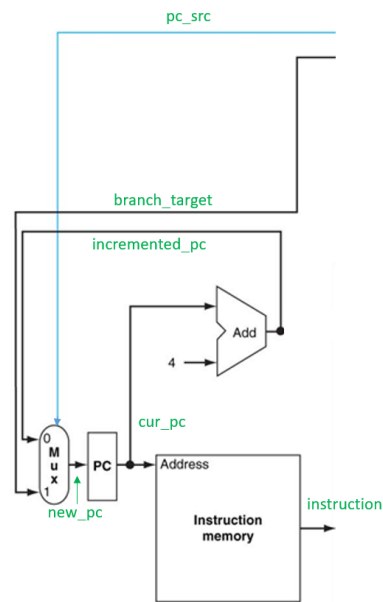 pc_src
branch_target
incremented_pc
Add
4
cur_pc
0
Mux
1
PC
new_pc
Address
Instruction
memory
instruction